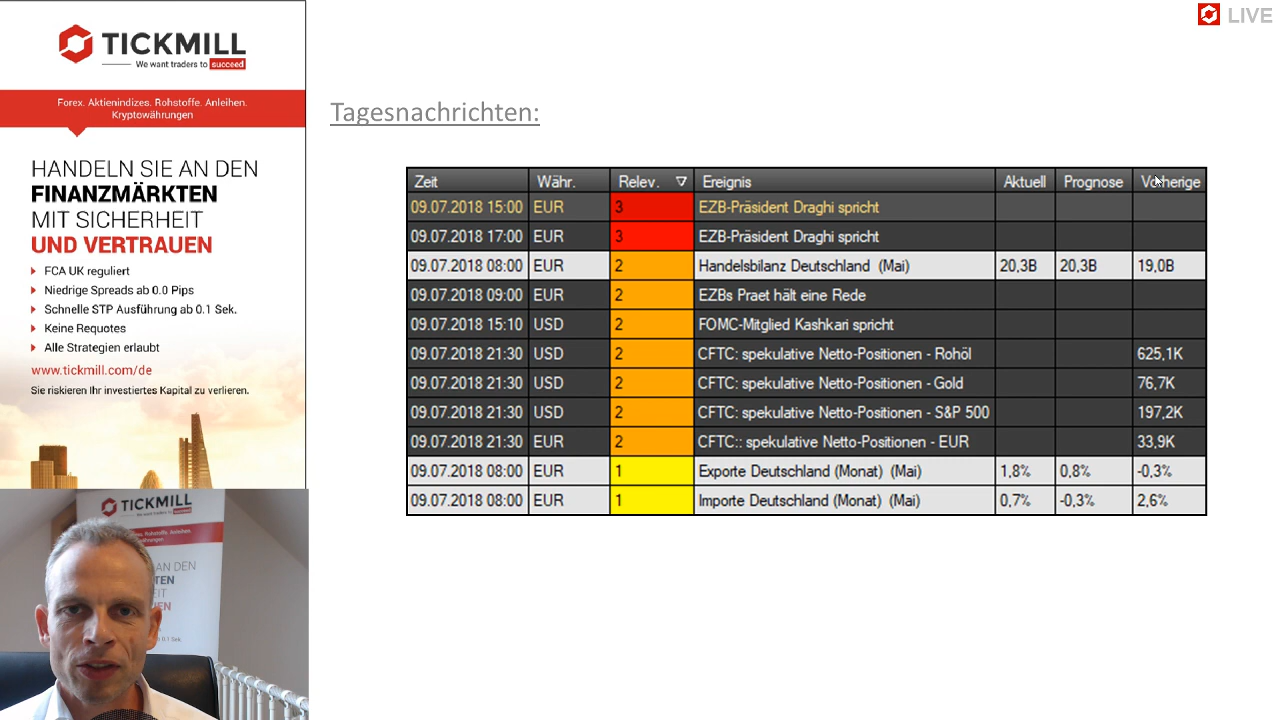 TICKMILL
We want traders to succeed
Forex. Aktienindizes. Rohstoffe. Anleihen.
Kryptowährungen
HANDELN SIE AN DEN
FINANZMÄRKTEN
MIT SICHERHEIT
UND VERTRAUEN
FCA UK reguliert
Niedrige Spreads ab 0.0 Pips
Schnelle STP Ausführung ab 0.1 Sek.
Keine Requotes
Alle Strategien erlaubt
www.tickmill.com/de
Sie riskieren Ihr investiertes Kapital zu verlieren.
LIVE
Tagesnachrichten:
Zeit Währ. Relev. Ereignis Aktuell Prognose Vorherige
09.07.2018 15:00 EUR 3 EZB-Präsident Draghi spricht
09.07.2018 17:00 EUR 3 EZB-Präsident Draghi spricht
09.07.2018 08:00 EUR 2 Handelsbilanz Deutschland (Mai) 20,3B 20,3B 19,0B
09.07.2018 09:00 EUR 2 EZBs Praet hält eine Rede
09.07.2018 15:10 USD 2 FOMC-Mitglied Kashkari spricht
09.07.2018 21:30 USD 2 CFTC: spekulative Netto-Positionen - Rohöl 625,1K
09.07.2018 21:30 USD 2 CFTC: spekulative Netto-Positionen - Gold 76,7K
09.07.2018 21:30 USD 2 CFTC: spekulative Netto-Positionen - S&P 500 197,2K
09.07.2018 21:30 EUR 2 CFTC:: spekulative Netto-Positionen - EUR 33,9K
09.07.2018 08:00 EUR 1 Exporte Deutschland (Monat) (Mai) 1,8% 0,8% -0,3%
09.07.2018 08:00 EUR 1 Importe Deutschland (Monat) (Mai) 0,7% -0,3% 2,6%
TICKMILL
We want traders to succeed
AN DEN
TEN
EIT
EN